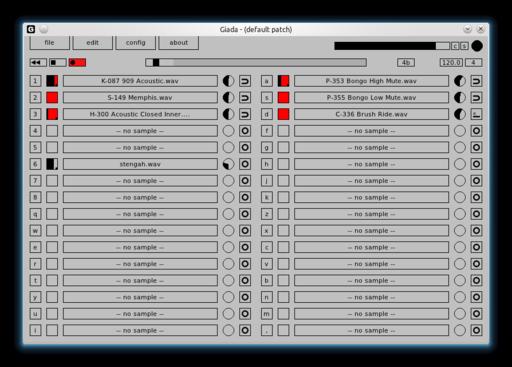 Giada - (default patch)
file edit config about
c s
4b 120.0 4
1 K-087 909 Acoustic.wav
2 S-149 Memphis.wav
3 H-300 Acoustic Closed Inner....
4 -- no sample --
5 -- no sample --
6 stengah.wav
7 -- no sample --
8 -- no sample --
q -- no sample --
w -- no sample --
e -- no sample --
r -- no sample --
t -- no sample --
y -- no sample --
u -- no sample --
i -- no sample --
a P-353 Bongo High Mute.wav
s P-355 Bongo Low Mute.wav
d C-336 Brush Ride.wav
f -- no sample --
g -- no sample --
h -- no sample --
j -- no sample --
k -- no sample --
z -- no sample --
x -- no sample --
c -- no sample --
v -- no sample --
b -- no sample --
n -- no sample --
m -- no sample --
, -- no sample --